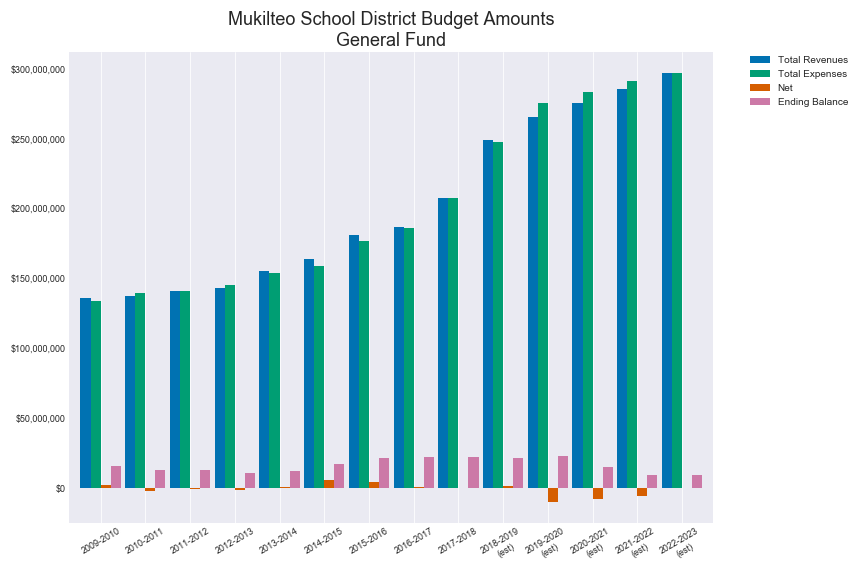 Mukilteo School District Budget Amounts
General Fund
Total Revenues
Total Expenses
Net
Ending Balance
$300,000,000
$250,000,000
$200,000,000
$150,000,000
$100,000,000
$50,000,000
$0
2009-2010
2010-2011
2011-2012
2012-2013
2013-2014
2014-2015
2015-2016
2016-2017
2017-2018
2018-2019
(est)
2019-2020
(est)
2020-2021
(est)
2021-2022
(est)
2022-2023
(est)